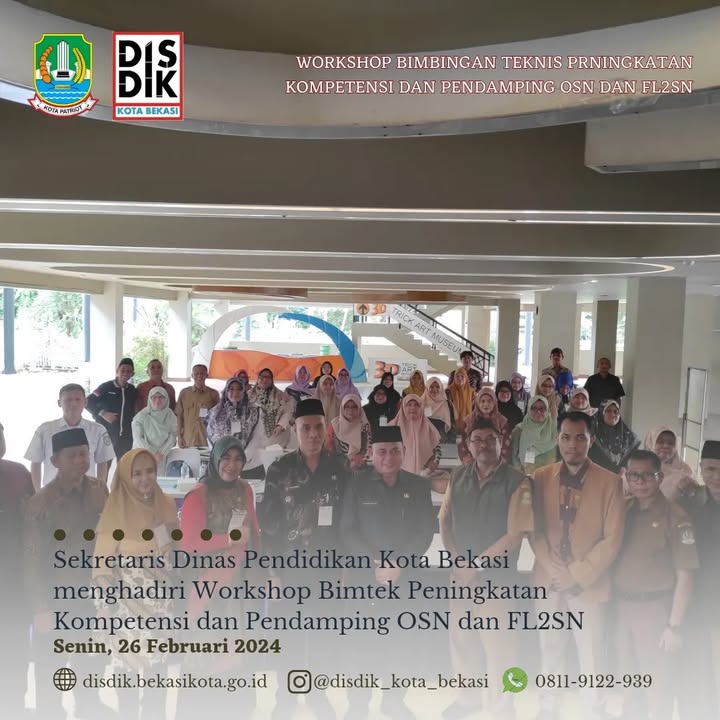 KOTA PATRIOT
DIS
DIK
KOTA BEKASI
WORKSHOP BIMBINGAN TEKNIS PRNINGKATAN
KOMPETENSI DAN PENDAMPING OSN DAN FL2SN
3D
TRICK ART MUSEUM
3D
Sekretaris Dinas Pendidikan Kota Bekasi
menghadiri Workshop Bimtek Peningkatan
Kompetensi dan Pendamping OSN dan FL2SN
Senin, 26 Februari 2024
disdik.bekasikota.go.id
@disdik_kota_bekasi
0811-9122-939